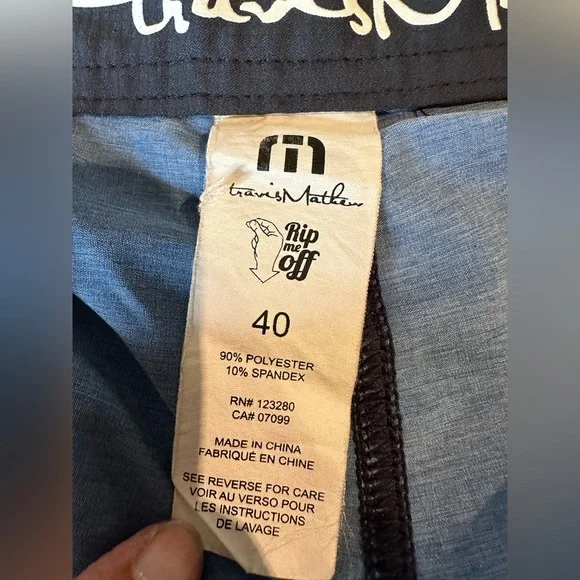 travisM
travisMathew
Rip
me
off
40
90% POLYESTER
10% SPANDEX
RN# 123280
CA# 07099
MADE IN CHINA
FABRIQUÉ EN CHINE
SEE REVERSE FOR CARE
VOIR AU VERSO POUR
LES INSTRUCTIONS
DE LAVAGE